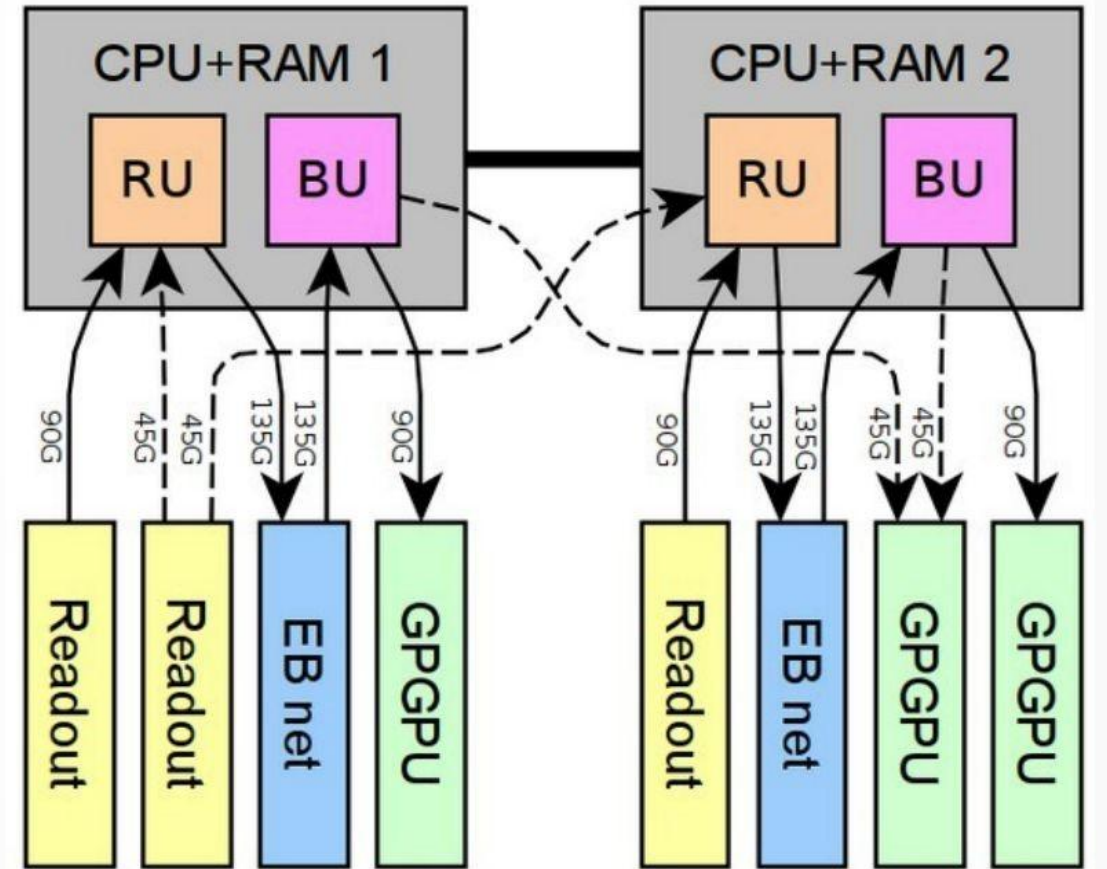 CPU+RAM 1
CPU+RAM 2
RU
BU
RU
BU
90G
45G
45G
135G
135G
90G
90G
135G
135G
45G
45G
90G
Readout
Readout
EB net
GPGPU
Readout
EB net
GPGPU
GPGPU